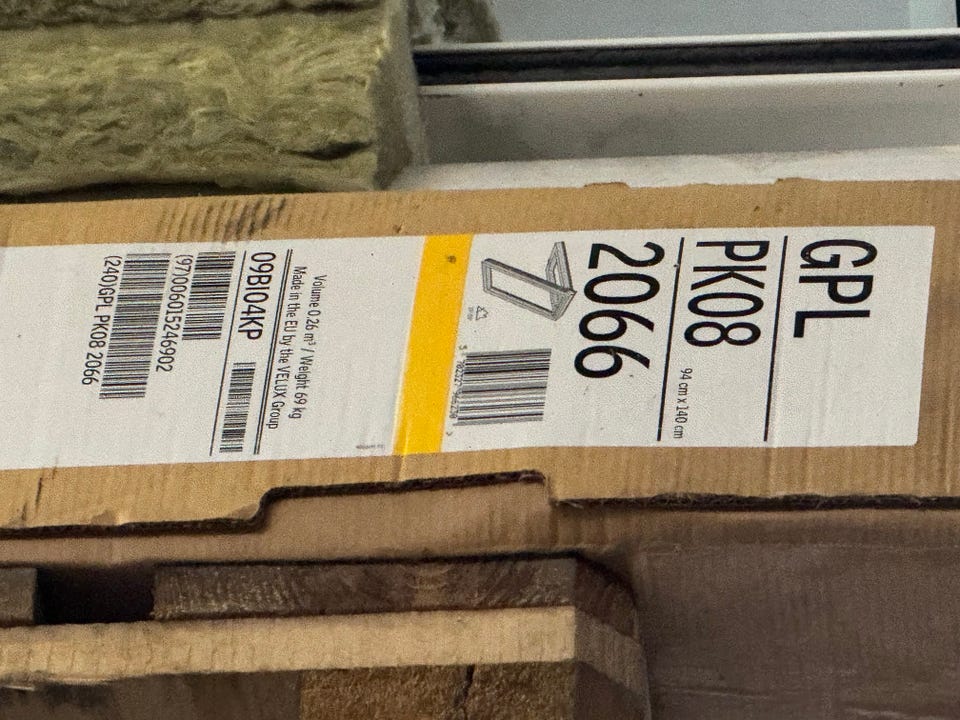 GPL
PK08
94 cm x 140 cm
2066
Volume 0.26 m³ / Weight 69 kg
Made in the EU by the VELUX Group
09BI04KP
(97)006015246902
(240)GPL PK08 2066